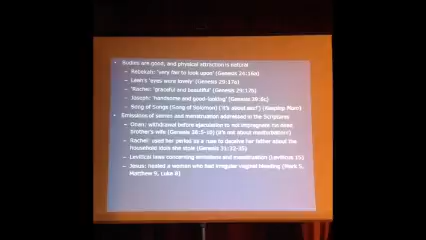 • Bodies are good, and physical attraction is natural
– Rebekah: 'very fair to look upon' (Genesis 24:16a)
– Leah's 'eyes were lovely' (Genesis 29:17a)
– 'Rachel: 'graceful and beautiful' (Genesis 29:17b)
– Joseph: 'handsome and good-looking' (Genesis 39:6c)
– Song of Songs (Song of Solomon) ('It's about sex!') (Keeping Mum)
• Emissions of semen and menstruation addressed in the Scriptures
– Onan: withdrawal before ejaculation to not impregnate his dead
brother's wife (Genesis 38:5-10) (It's not about masturbation)
– Rachel: used her period as a ruse to deceive her father about the
household idols she stole (Genesis 31:32-35)
– Levitical laws concerning emissions and menstruation (Leviticus 15)
– Jesus: healed a woman who had irregular vaginal bleeding (Mark 5,
Matthew 9, Luke 8)